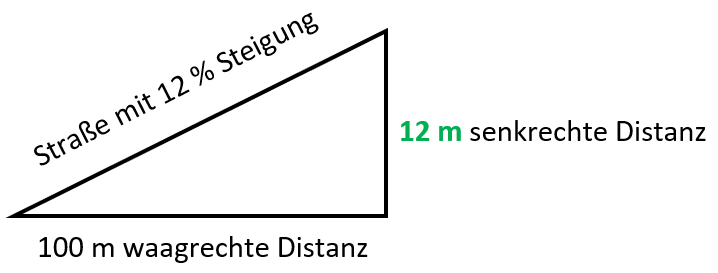 Straße mit 12 % Steigung
12 m senkrechte Distanz
100 m waagrechte Distanz